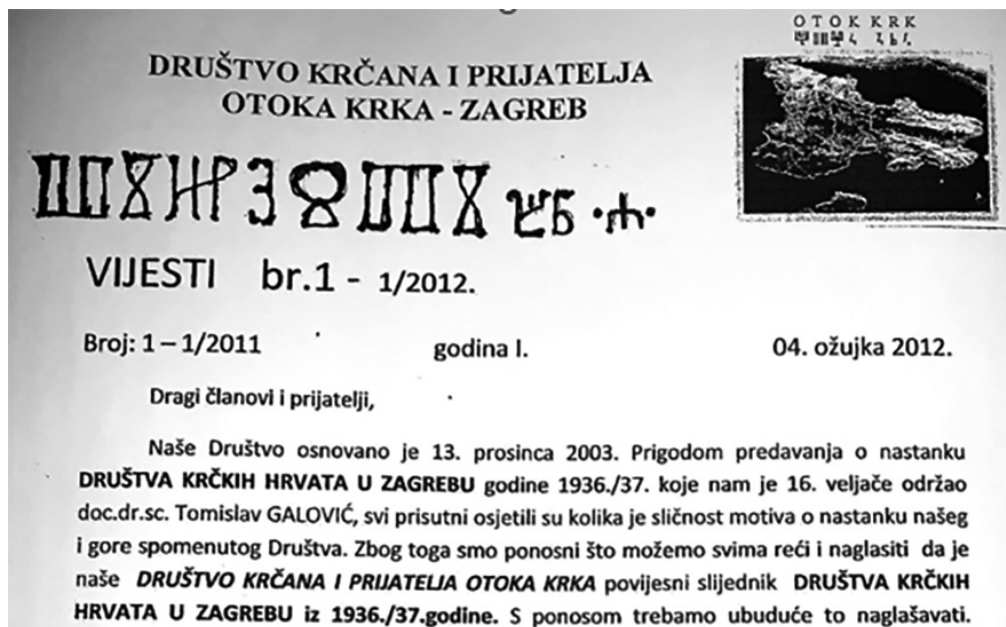 OTOK KRK
DRUŠTVO KRČANA I PRIJATELJA
OTOKA KRKA - ZAGREB
VIJESTI br.1 - 1/2012.
Broj: 1 – 1/2011 godina I. 04. ožujka 2012.
Dragi članovi i prijatelji,
Naše Društvo osnovano je 13. prosinca 2003. Prigodom predavanja o nastanku
DRUŠTVA KRČKIH HRVATA U ZAGREBU godine 1936./37. koje nam je 16. veljače održao
doc.dr.sc. Tomislav GALOVIĆ, svi prisutni osjetili su kolika je sličnost motiva o nastanku našeg
i gore spomenutog Društva. Zbog toga smo ponosni što možemo svima reći i naglasiti da je
naše DRUŠTVO KRČANA I PRIJATELJA OTOKA KRKA povijesni slijednik DRUŠTVA KRČKIH
HRVATA U ZAGREBU iz 1936./37.godine. S ponosom trebamo ubuduće to naglašavati.